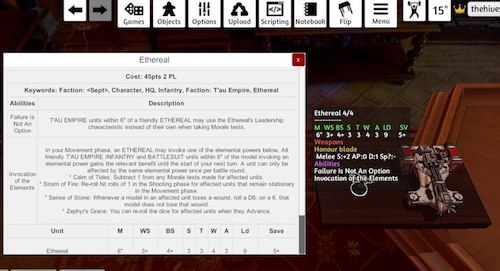 Games
Objects
Options
Upload
Scripting
Notebook
Flip
Menu
15°
thehive
Ethereal
x
Cost: 45pts 2 PL
Keywords: Faction: <Sept>, Character, HQ, Infantry, Faction: T'au Empire, Ethereal
Abilities Description
Failure Is Not An Option
T'AU EMPIRE units within 6" of a friendly ETHEREAL may use the Ethereal's Leadership
characteristic instead of their own when taking Morale tests.
Invocation of the Elements
In your Movement phase, an ETHEREAL may invoke one of the elemental powers below. All
friendly T'AU EMPIRE INFANTRY and BATTLESUIT units within 6" of the model invoking an
elemental power gains the relevant benefit until the start of your next turn. A unit can only be
affected by the same elemental power once per battle round.
* Calm of Tides: Subtract 1 from any Morale tests made for affected units.
* Storm of Fire: Re-roll hit rolls of 1 in the Shooting phase for affected units that remain stationary
in the Movement phase.
* Sense of Stone: Whenever a model in an affected unit loses a wound, roll a D6; on a 6, that
model does not lose that wound.
* Zephyr's Grace: You can re-roll the dice for affected units when they Advance.
Unit M WS BS S T W A Ld Save
Ethereal 6" 3+ 4+ 3 3 4 3 9 5+
Ethereal 4/4
M WS BS S T W A LD SV
6" 3+ 4+ 3 3 4 3 9 5+
Weapons
Honour blade
Melee S:+2 AP:0 D:1 Sp?:-
Abilities
Failure Is Not An Option
Invocation of the Elements